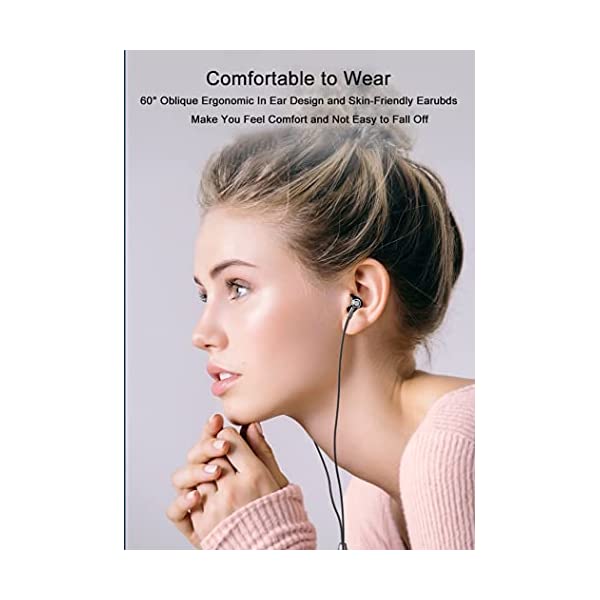 Comfortable to Wear
60° Oblique Ergonomic In Ear Design and Skin-Friendly Earubds
Make You Feel Comfort and Not Easy to Fall Off